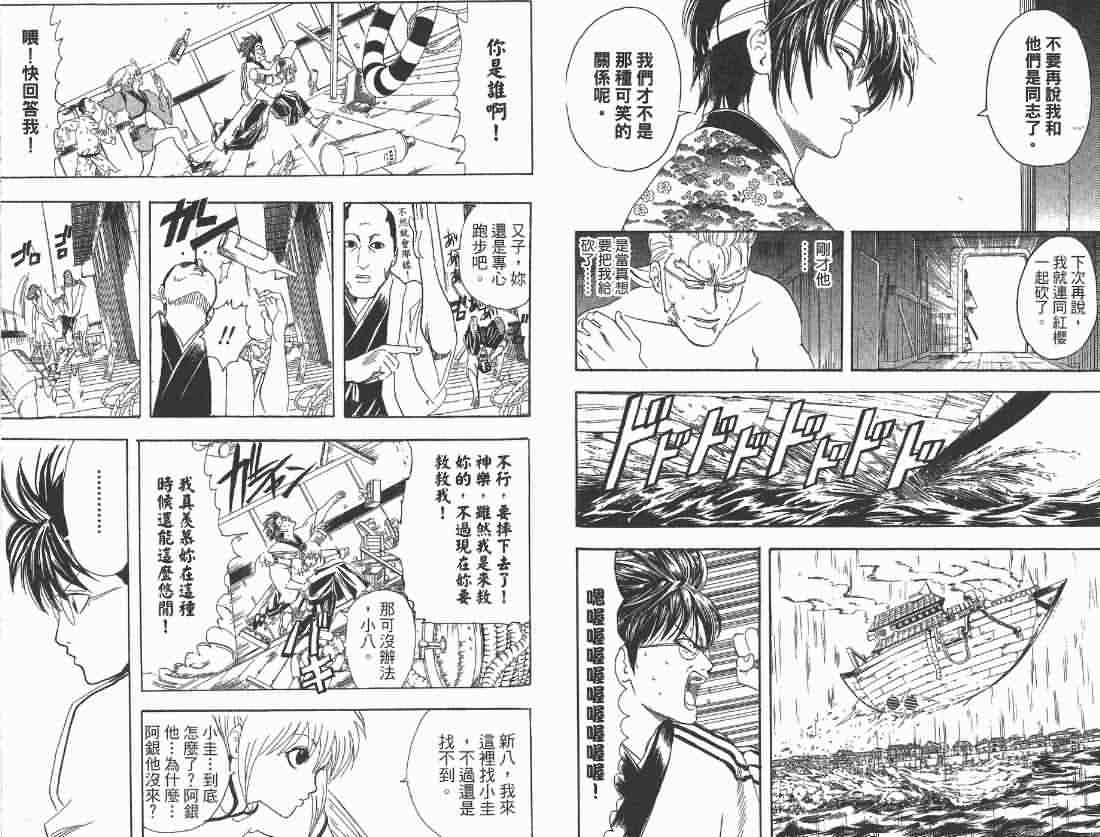 不要再說我和
他們是同志了。
我們才不是
那種可笑的
關係呢。
下次再說，
我就連同紅櫻
一起砍了。
剛才他
……
是當真想
要把我給
砍了……
ドドドドドドド
嗯喔喔喔喔喔喔喔喔！
你是誰啊！
喂！快回答我！
又子，妳
還是專心
跑步吧。
ガン
!!
不行，要摔下去了！
神樂，雖然我是來救
妳的，不過現在妳要
救救我！
那可沒辦法
，小八。
新八，我來
這裡找小圭
，不過還是
找不到。
小圭…到底
怎麼了？阿銀
他…為什麼…
阿銀他沒來？
…………
我真羨慕妳在這種
時候還能這麼悠閒！